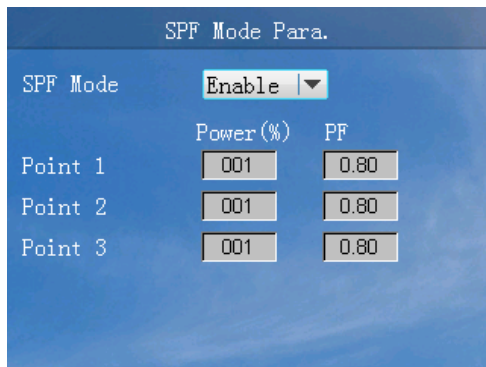 SPF Mode Para.
SPF Mode Enable
Power(%) PF
Point 1 001 0.80
Point 2 001 0.80
Point 3 001 0.80